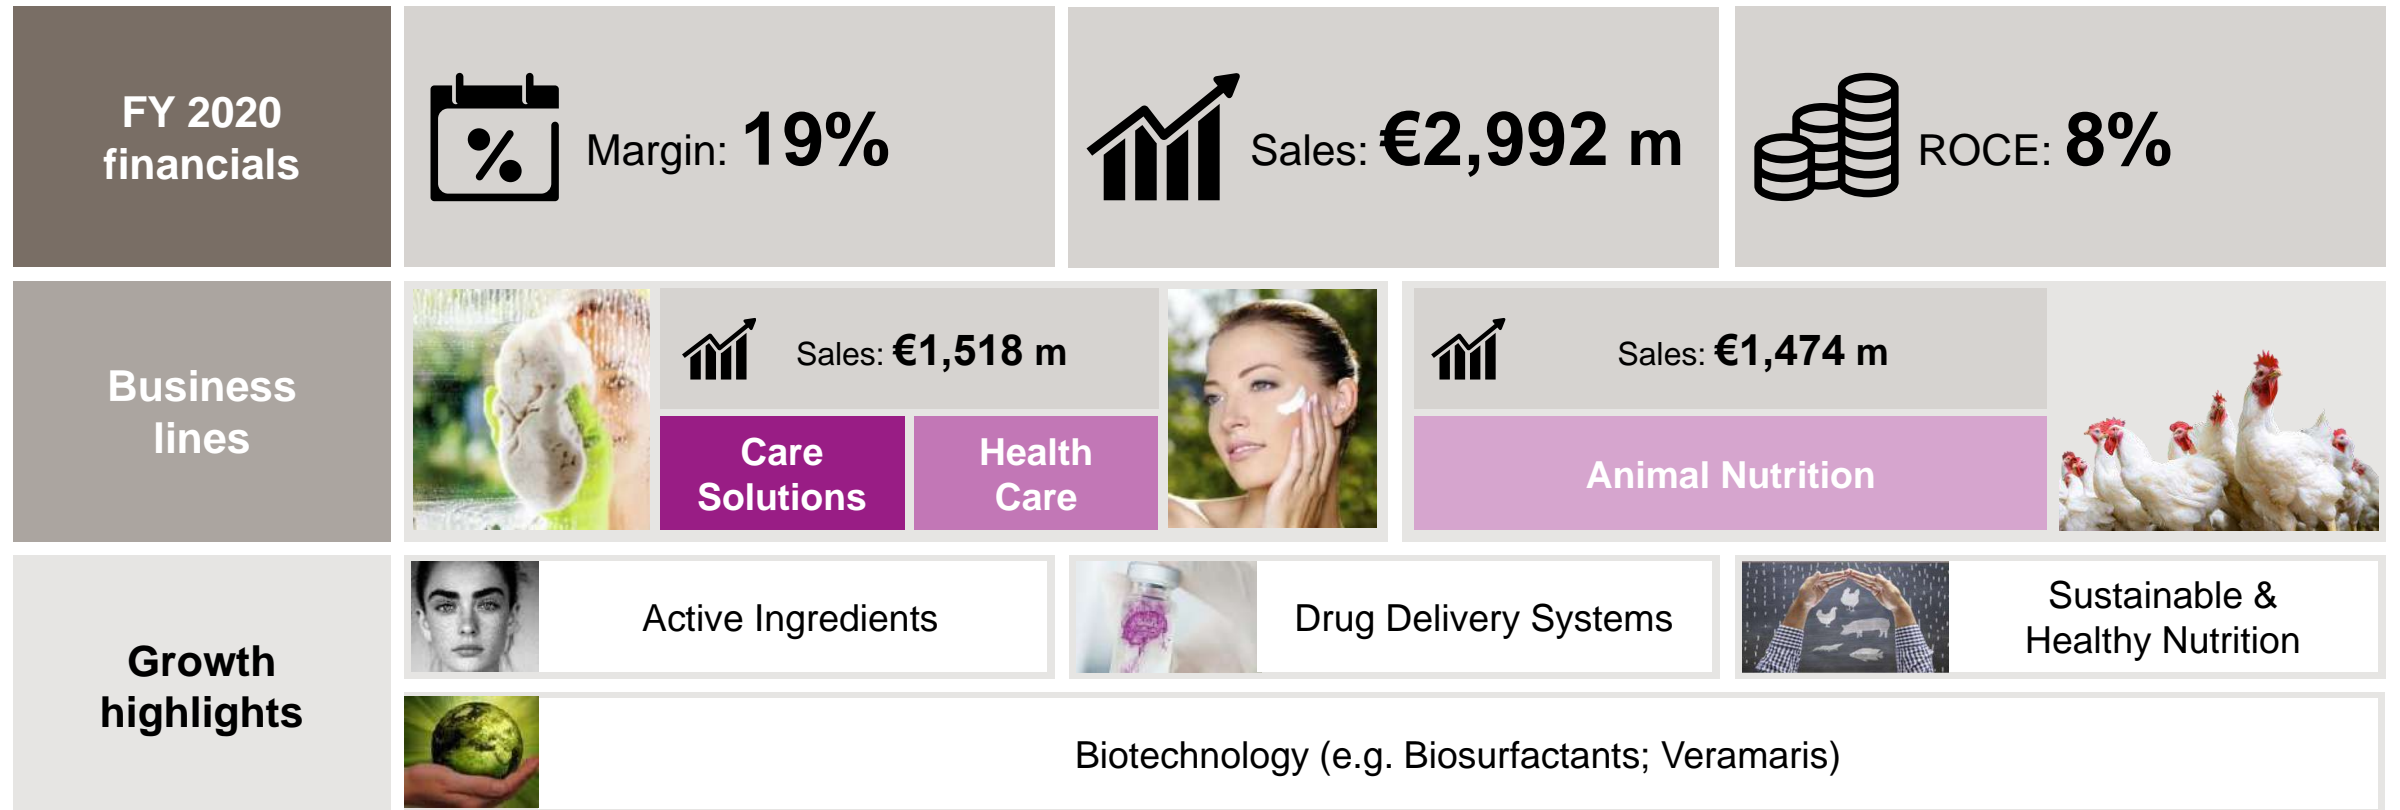 FY 2020
financials
Margin: 19%
Sales: €2,992 m
ROCE: 8%
Business
lines
Sales: €1,518 m
Care
Solutions
Health
Care
Sales: €1,474 m
Animal Nutrition
Growth
highlights
Active Ingredients
Drug Delivery Systems
Sustainable &
Healthy Nutrition
Biotechnology (e.g. Biosurfactants; Veramaris)